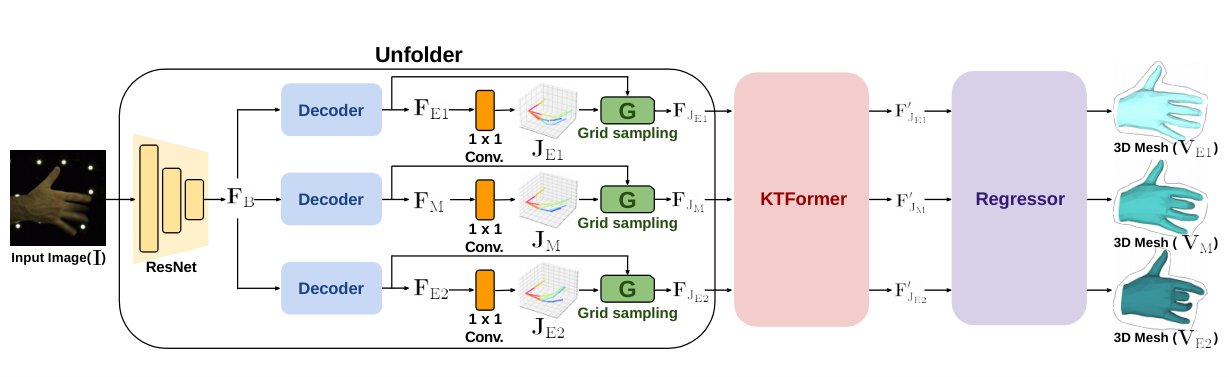 Unfolder
Decoder
F_E1
1 x 1
Conv.
J_E1
G
Grid sampling
F_J_E1
Input Image(I)
ResNet
F_B
Decoder
F_M
1 x 1
Conv.
J_M
G
Grid sampling
F_J_M
Decoder
F_E2
1 x 1
Conv.
J_E2
G
Grid sampling
F_J_E2
KTFormer
F'_J_E1
F'_J_M
F'_J_E2
Regressor
3D Mesh (V_E1)
3D Mesh ( V_M)
3D Mesh (V_E2)